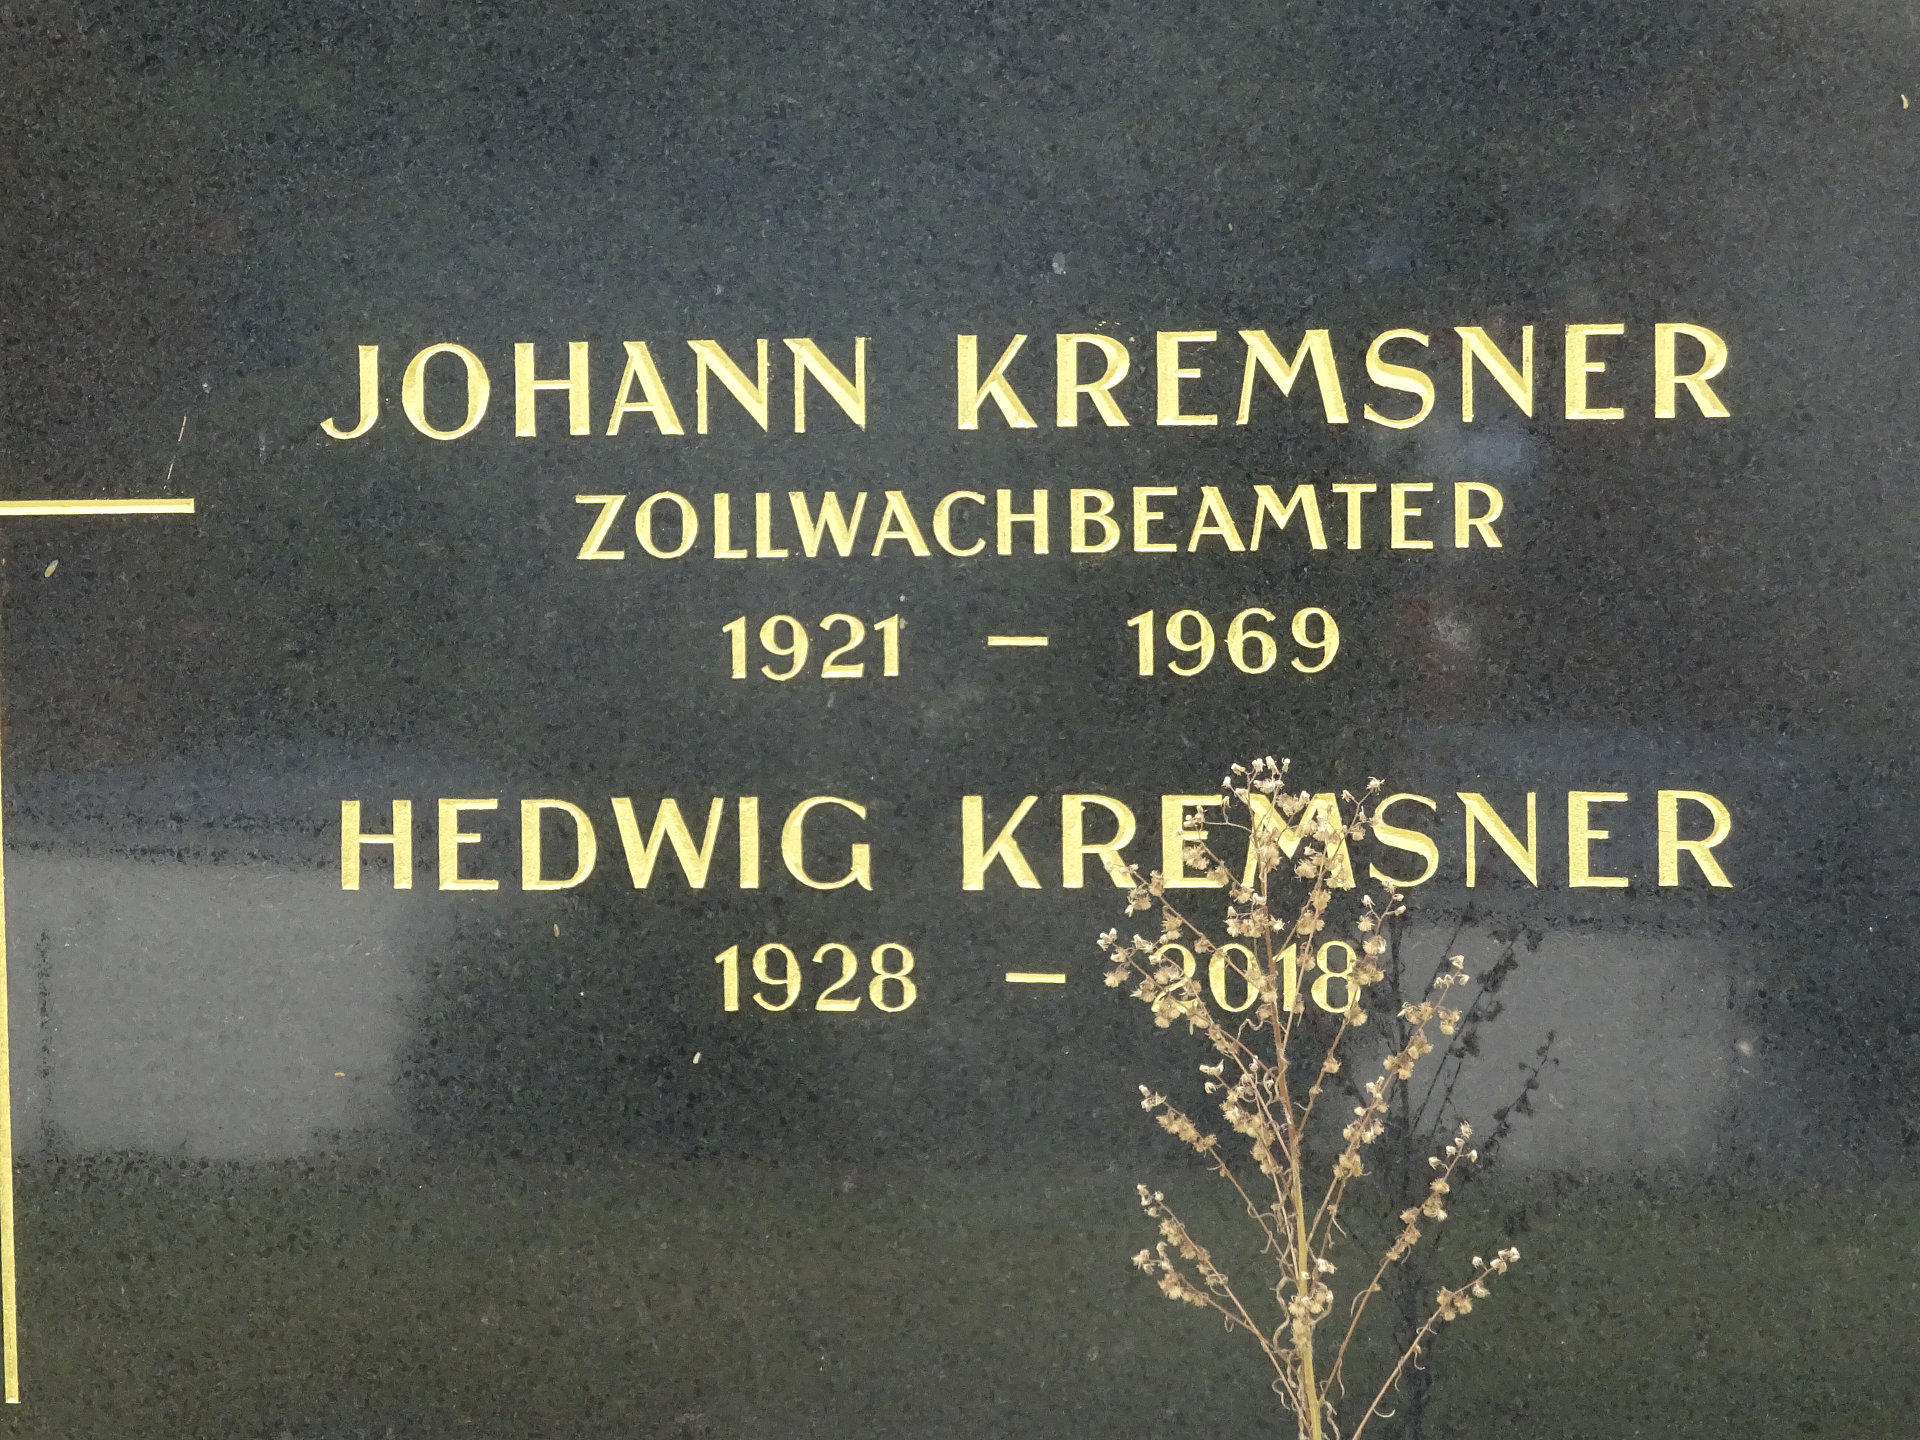 JOHANN KREMSNER
ZOLLWACHBEAMTER
1921 – 1969
HEDWIG KREMSNER
1928 – 2018